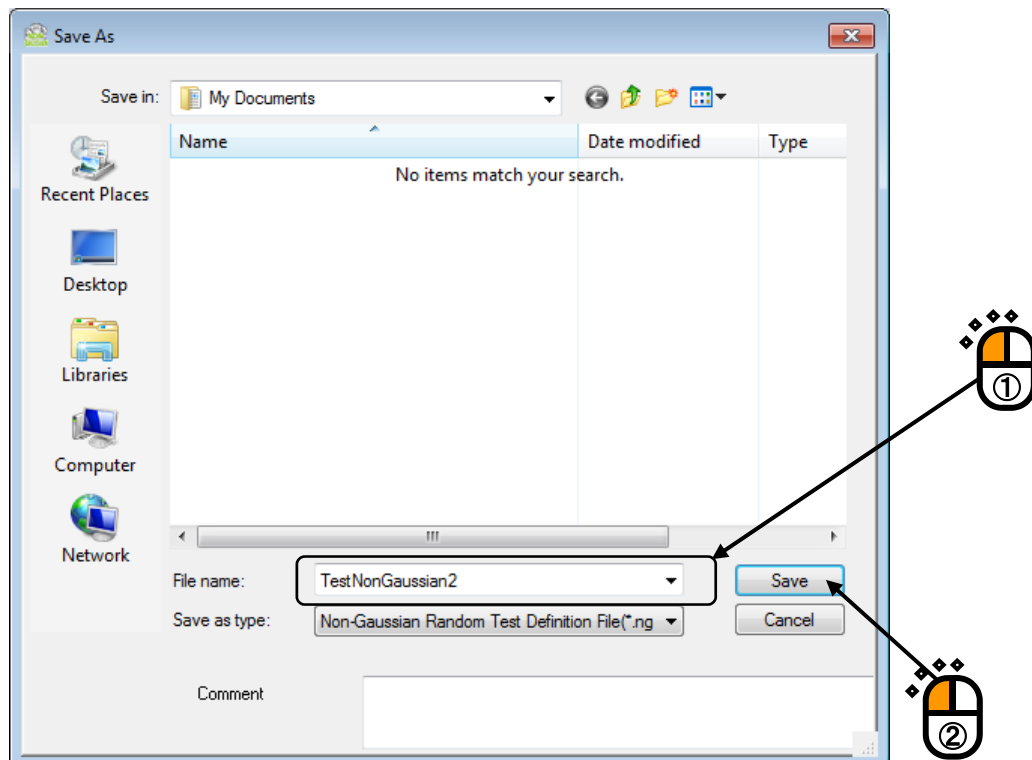 Save As
Save in:
My Documents
Name
Date modified
Type
No items match your search.
Recent Places
Desktop
Libraries
Computer
Network
File name:
TestNonGaussian2
Save
Save as type:
Non-Gaussian Random Test Definition File(*.ng
Cancel
Comment
①
②